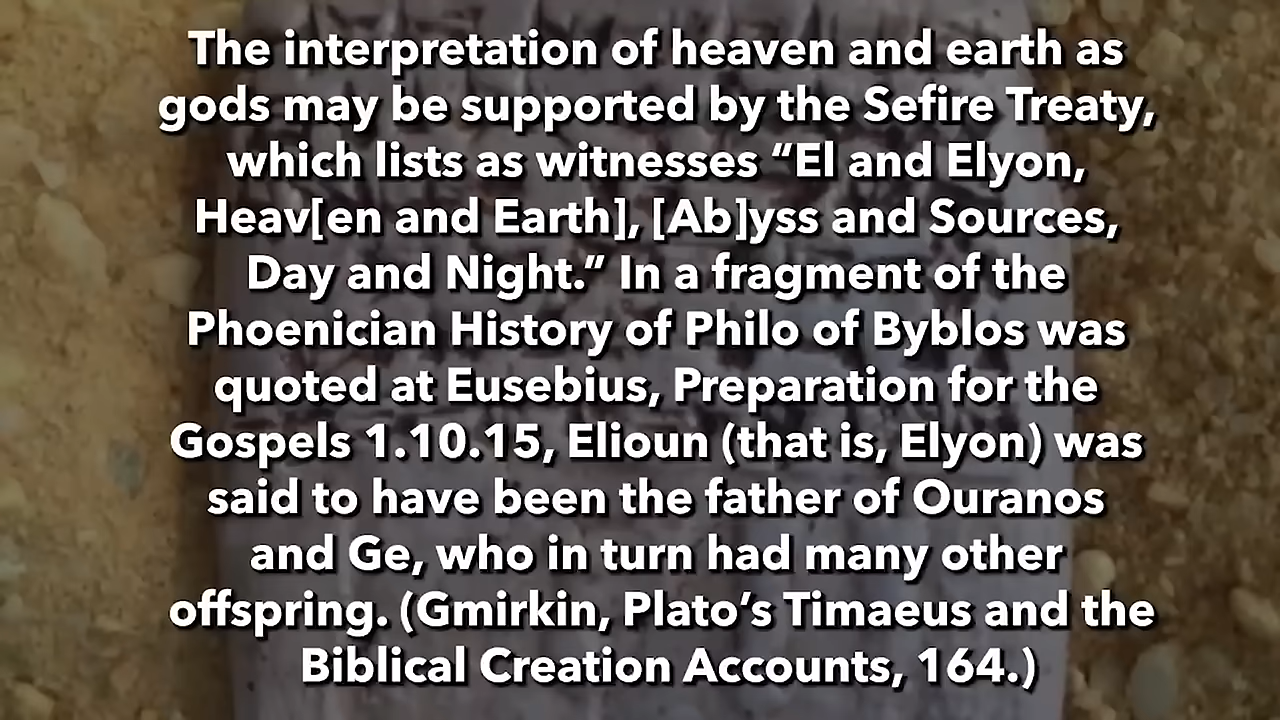 The interpretation of heaven and earth as
gods may be supported by the Sefire Treaty,
which lists as witnesses “El and Elyon,
Heav[en and Earth], [Ab]yss and Sources,
Day and Night.” In a fragment of the
Phoenician History of Philo of Byblos was
quoted at Eusebius, Preparation for the
Gospels 1.10.15, Elioun (that is, Elyon) was
said to have been the father of Ouranos
and Ge, who in turn had many other
offspring. (Gmirkin, Plato’s Timaeus and the
Biblical Creation Accounts, 164.)